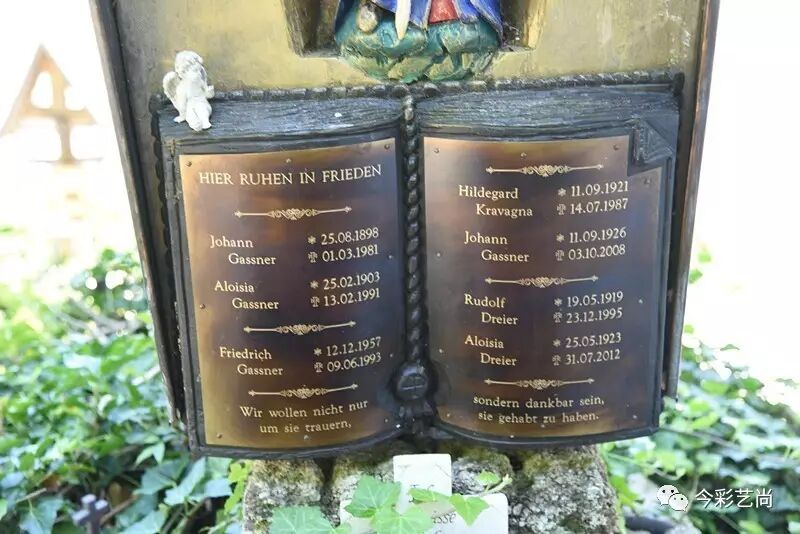 HIER RUHEN IN FRIEDEN
Johann * 25.08.1898
Gassner ✝ 01.03.1981
Aloisia * 25.02.1903
Gassner ✝ 13.02.1991
Friedrich * 12.12.1957
Gassner ✝ 09.06.1993
Wir wollen nicht nur
um sie trauern,
Hildegard * 11.09.1921
Kravagna ✝ 14.07.1987
Johann * 11.09.1926
Gassner ✝ 03.10.2008
Rudolf * 19.05.1919
Dreier ✝ 23.12.1995
Aloisia * 25.05.1923
Dreier ✝ 31.07.2012
sondern dankbar sein,
sie gehabt zu haben.
今彩艺尚